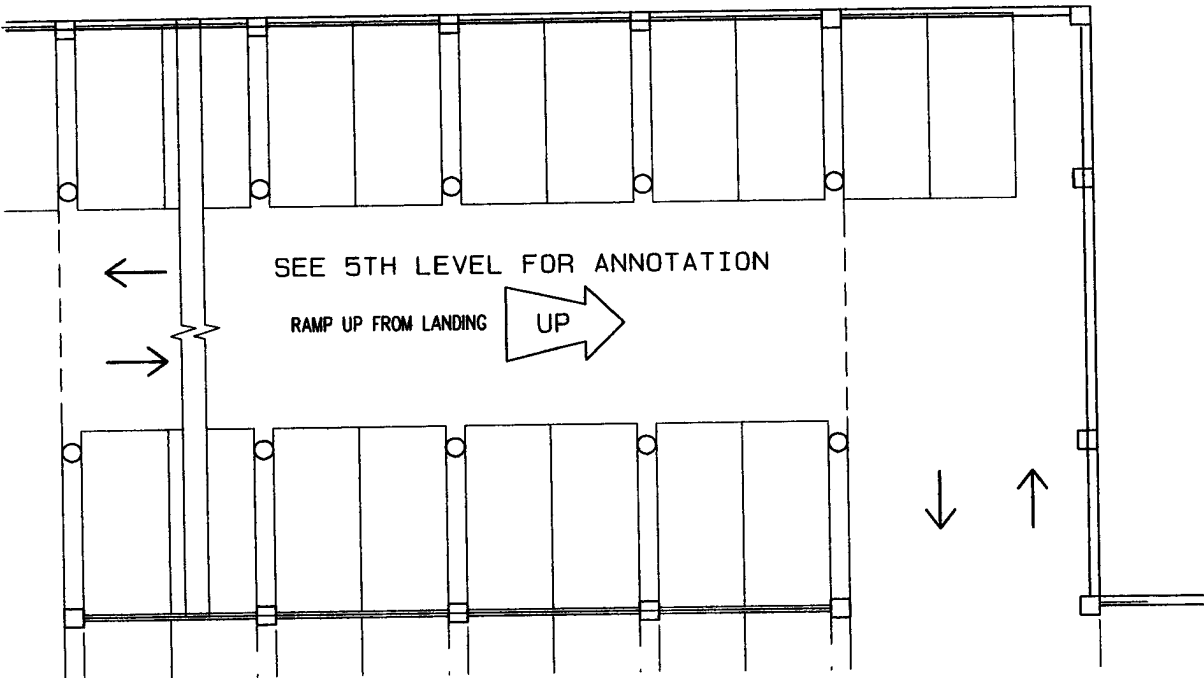 SEE 5TH LEVEL FOR ANNOTATION
RAMP UP FROM LANDING
UP